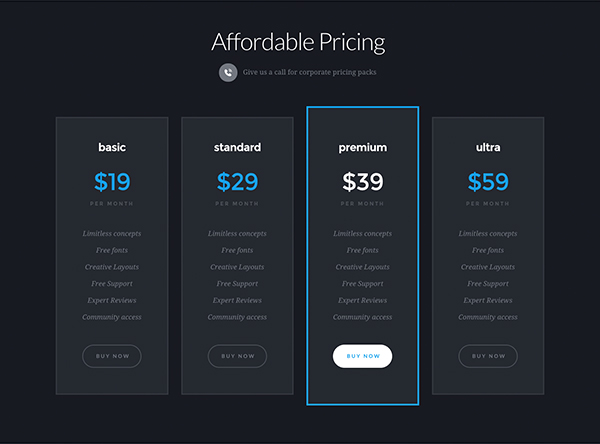 Affordable Pricing
Give us a call for corporate pricing packs
basic
$19
PER MONTH
Limitless concepts
Free fonts
Creative Layouts
Free Support
Expert Reviews
Community access
BUY NOW
standard
$29
PER MONTH
Limitless concepts
Free fonts
Creative Layouts
Free Support
Expert Reviews
Community access
BUY NOW
premium
$39
PER MONTH
Limitless concepts
Free fonts
Creative Layouts
Free Support
Expert Reviews
Community access
BUY NOW
ultra
$59
PER MONTH
Limitless concepts
Free fonts
Creative Layouts
Free Support
Expert Reviews
Community access
BUY NOW